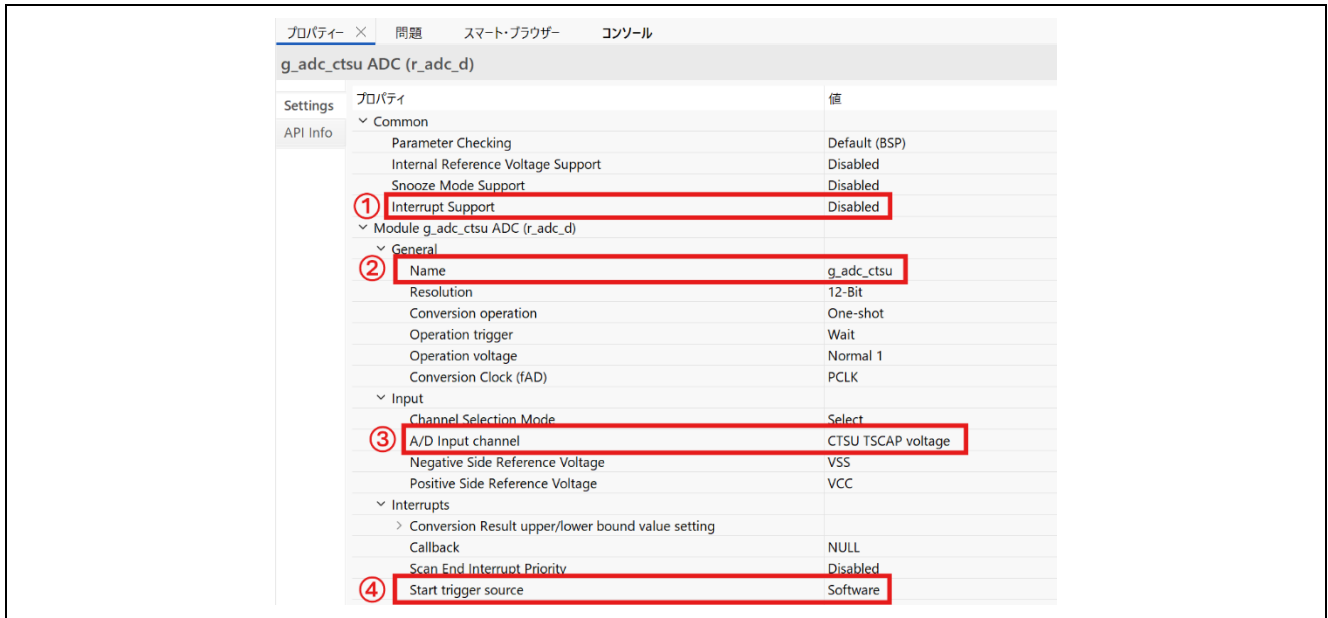 プロパティー × 問題 スマート・ブラウザー コンソール
g_adc_ctsu ADC (r_adc_d)
Settings プロパティ 値
API Info
Common
Parameter Checking Default (BSP)
Internal Reference Voltage Support Disabled
Snooze Mode Support Disabled
① Interrupt Support Disabled
Module g_adc_ctsu ADC (r_adc_d)
General
② Name g_adc_ctsu
Resolution 12-Bit
Conversion operation One-shot
Operation trigger Wait
Operation voltage Normal 1
Conversion Clock (fAD) PCLK
Input
Channel Selection Mode Select
③ A/D Input channel CTSU TSCAP voltage
Negative Side Reference Voltage VSS
Positive Side Reference Voltage VCC
Interrupts
Conversion Result upper/lower bound value setting
Callback NULL
Scan End Interrupt Priority Disabled
④ Start trigger source Software